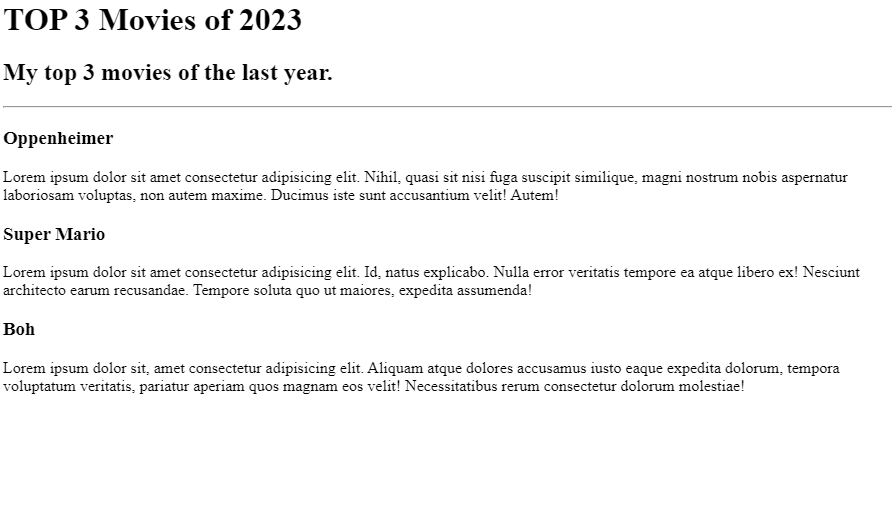 TOP 3 Movies of 2023
My top 3 movies of the last year.
Oppenheimer
Lorem ipsum dolor sit amet consectetur adipisicing elit. Nihil, quasi sit nisi fuga suscipit similique, magni nostrum nobis aspernatur
laboriosam voluptas, non autem maxime. Ducimus iste sunt accusantium velit! Autem!
Super Mario
Lorem ipsum dolor sit amet consectetur adipisicing elit. Id, natus explicabo. Nulla error veritatis tempore ea atque libero ex! Nesciunt
architecto earum recusandae. Tempore soluta quo ut maiores, expedita assumenda!
Boh
Lorem ipsum dolor sit, amet consectetur adipisicing elit. Aliquam atque dolores accusamus iusto eaque expedita dolorum, tempora
voluptatum veritatis, pariatur aperiam quos magnam eos velit! Necessitatibus rerum consectetur dolorum molestiae!